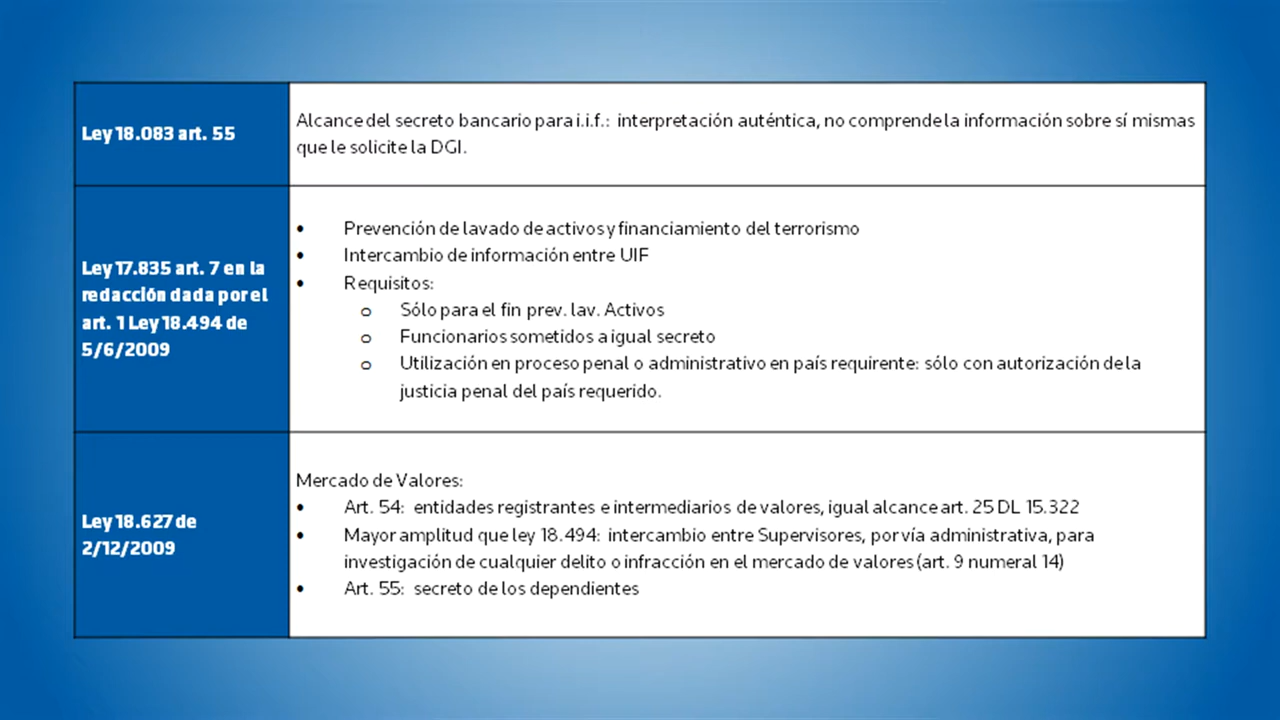 Ley 18.083 art. 55
Alcance del secreto bancario para i.i.f.: interpretación auténtica, no comprende la información sobre sí mismas
que le solicite la DGI.
Ley 17.835 art. 7 en la
redacción dada por el
art. 1 Ley 18.494 de
5/6/2009
• Prevención de lavado de activos y financiamiento del terrorismo
• Intercambio de información entre UIF
• Requisitos:
o Sólo para el fin prev. lav. Activos
o Funcionarios sometidos a igual secreto
o Utilización en proceso penal o administrativo en país requirente: sólo con autorización de la
justicia penal del país requerido.
Ley 18.627 de
2/12/2009
Mercado de Valores:
• Art. 54: entidades registrantes e intermediarios de valores, igual alcance art. 25 DL 15.322
• Mayor amplitud que ley 18.494: intercambio entre Supervisores, por vía administrativa, para
investigación de cualquier delito o infracción en el mercado de valores (art. 9 numeral 14)
• Art. 55: secreto de los dependientes